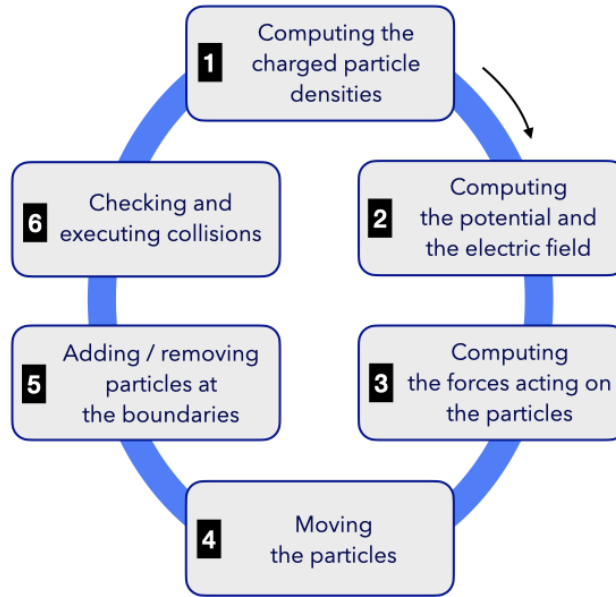 1
Computing the
charged particle
densities
2
Computing
the potential and
the electric field
3
Computing
the forces acting on
the particles
4
Moving
the particles
5
Adding / removing
particles at
the boundaries
6
Checking and
executing collisions